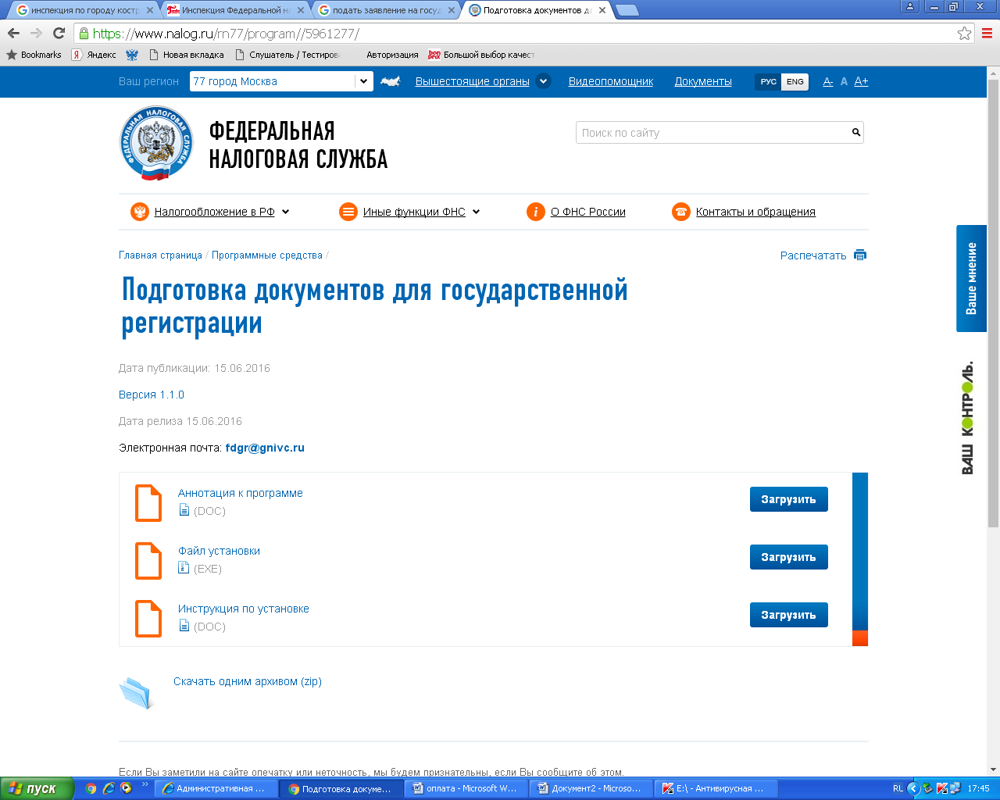 инспекция по городу костр
Инспекция Федеральной н
подать заявление на госуд
Подготовка документов д
https://www.nalog.ru/rn77/program//5961277/
Bookmarks
Яндекс
Новая вкладка
Слушатель / Тестирова
Авторизация
bon prix
Большой выбор качест
Ваш регион
77 город Москва
Вышестоящие органы
Видеопомощник
Документы
РУС
ENG
A-
A
A+
ФЕДЕРАЛЬНАЯ НАЛОГОВАЯ СЛУЖБА
ФЕДЕРАЛЬНАЯ
НАЛОГОВАЯ СЛУЖБА
Поиск по сайту
Налогообложение в РФ
Иные функции ФНС
О ФНС России
Контакты и обращения
Главная страница / Программные средства /
Распечатать
Подготовка документов для государственной
регистрации
Ваше мнение
ВАШ КОНТРОЛЬ.
Дата публикации: 15.06.2016
Версия 1.1.0
Дата релиза 15.06.2016
Электронная почта: fdgr@gnivc.ru
Аннотация к программе
(DOC)
Загрузить
Файл установки
(EXE)
Загрузить
Инструкция по установке
(DOC)
Загрузить
Скачать одним архивом (zip)
Если Вы заметили на сайте опечатку или неточность, мы будем признательны, если Вы сообщите об этом.
пуск
Административная ...
Подготовка докуме...
оплата - Microsoft W...
Документ2 - Microso...
E:\ - Антивирусная ...
RL
17:45